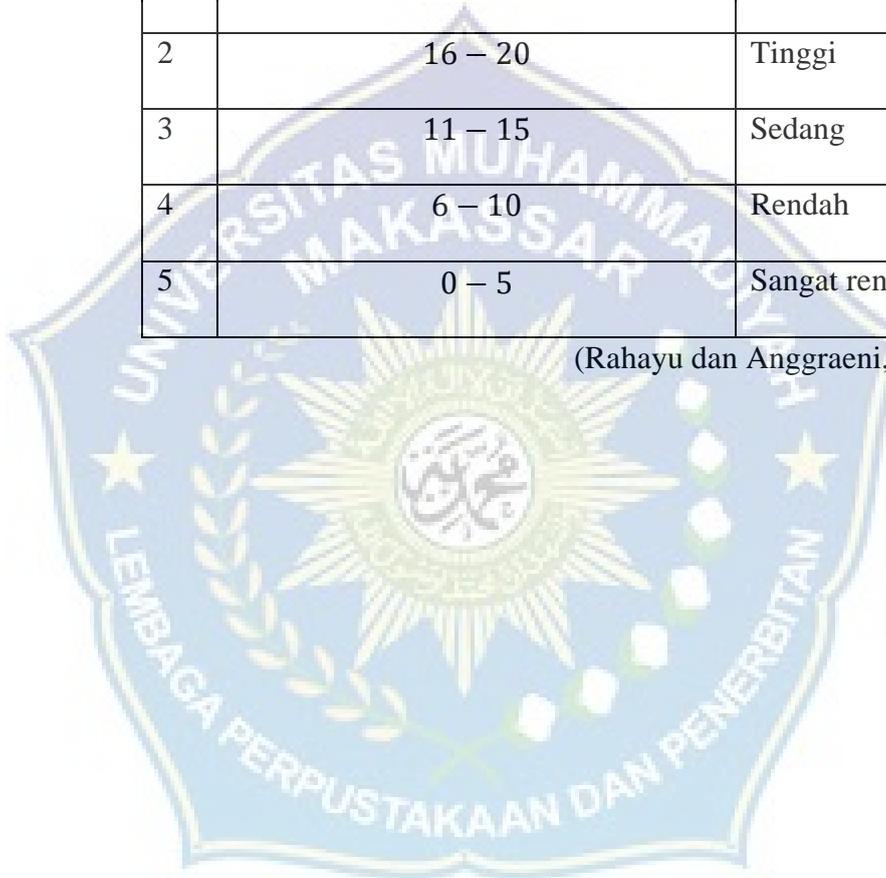 2 16 – 20 Tinggi
3 11 – 15 Sedang
4 6 – 10 Rendah
5 0 – 5 Sangat ren
(Rahayu dan Anggraeni,
UNIVERSITAS MUHAMMADIYAH
MAKASSAR
LEMBAGA PERPUSTAKAAN DAN PENERBITAN